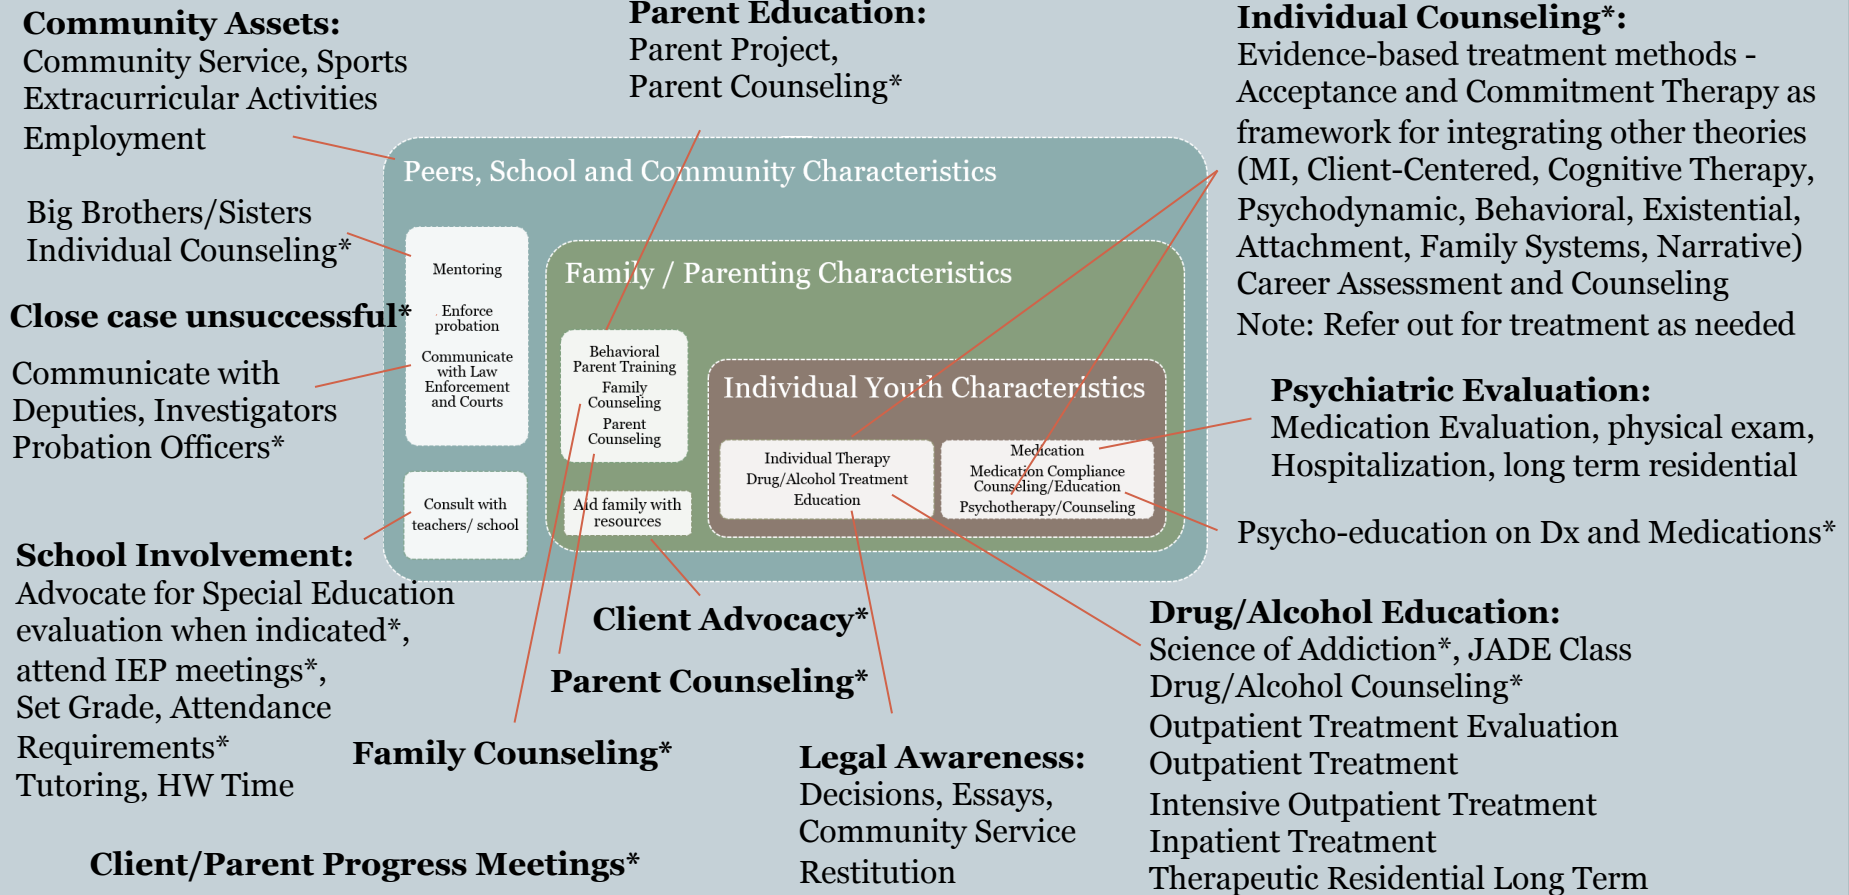 Community Assets:
Community Service, Sports
Extracurricular Activities
Employment
Parent Education:
Parent Project,
Parent Counseling*
Individual Counseling*:
Evidence-based treatment methods -
Acceptance and Commitment Therapy as
framework for integrating other theories
(MI, Client-Centered, Cognitive Therapy,
Psychodynamic, Behavioral, Existential,
Attachment, Family Systems, Narrative)
Career Assessment and Counseling
Note: Refer out for treatment as needed
Big Brothers/Sisters
Individual Counseling*
Close case unsuccessful*
Communicate with
Deputies, Investigators
Probation Officers*
Peers, School and Community Characteristics
Mentoring
Enforce
probation
Communicate
with Law
Enforcement
and Courts
Consult with
teachers/ school
Family / Parenting Characteristics
Behavioral
Parent Training
Family
Counseling
Parent
Counseling
Aid family with
resources
Individual Youth Characteristics
Individual Therapy
Drug/Alcohol Treatment
Education
Medication
Medication Compliance
Counseling/Education
Psychotherapy/Counseling
Psychiatric Evaluation:
Medication Evaluation, physical exam,
Hospitalization, long term residential
Psycho-education on Dx and Medications*
School Involvement:
Advocate for Special Education
evaluation when indicated*,
attend IEP meetings*,
Set Grade, Attendance
Requirements*
Tutoring, HW Time
Client Advocacy*
Parent Counseling*
Family Counseling*
Client/Parent Progress Meetings*
Legal Awareness:
Decisions, Essays,
Community Service
Restitution
Drug/Alcohol Education:
Science of Addiction*, JADE Class
Drug/Alcohol Counseling*
Outpatient Treatment Evaluation
Outpatient Treatment
Intensive Outpatient Treatment
Inpatient Treatment
Therapeutic Residential Long Term